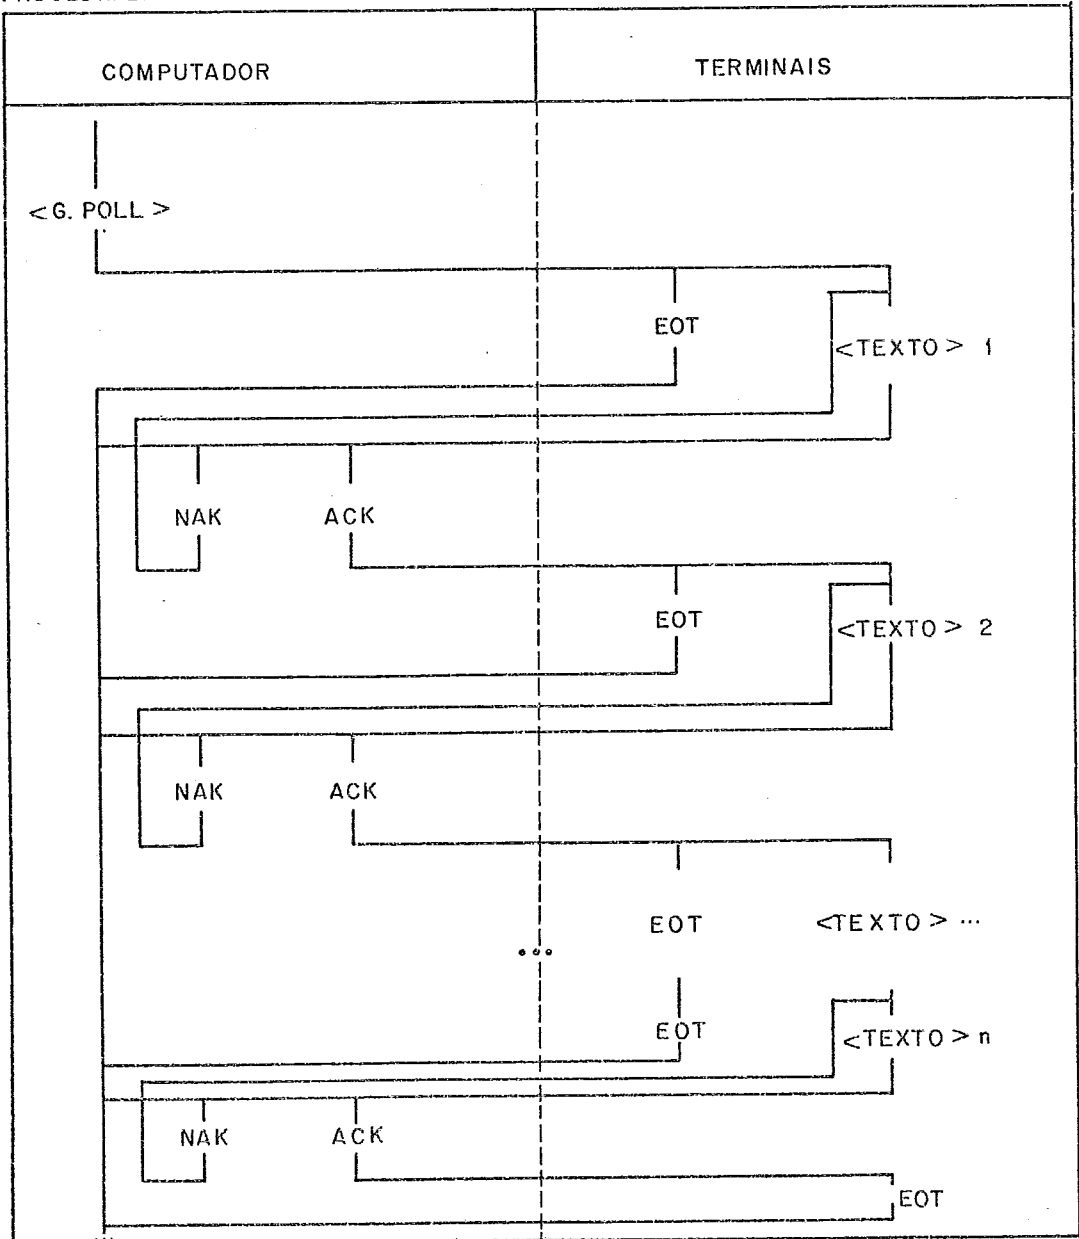 COMPUTADOR
TERMINAIS
<G. POLL>
EOT
<TEXTO> 1
NAK
ACK
EOT
<TEXTO> 2
NAK
ACK
EOT
<TEXTO> ...
...
EOT
<TEXTO> n
NAK
ACK
EOT